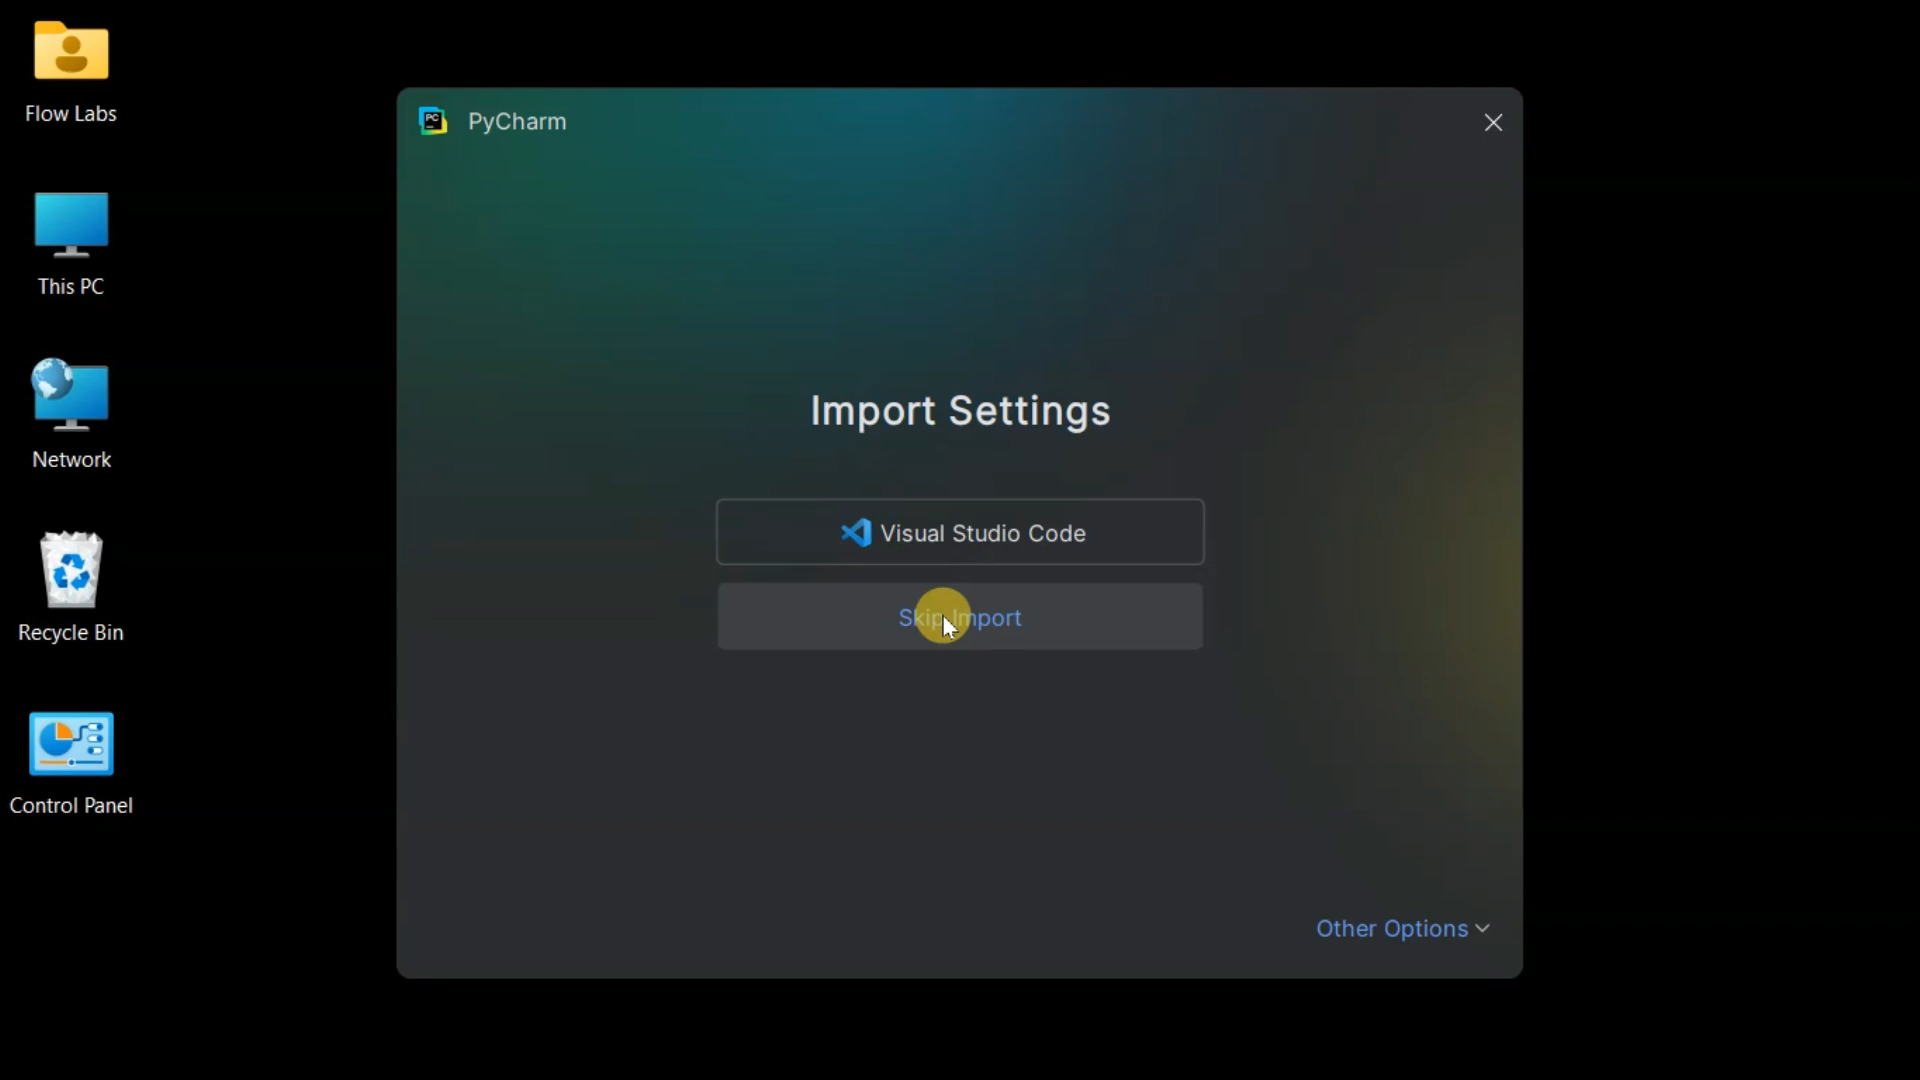 Flow Labs
This PC
Network
Recycle Bin
Control Panel
PC
PyCharm
Import Settings
Visual Studio Code
Skip Import
Other Options